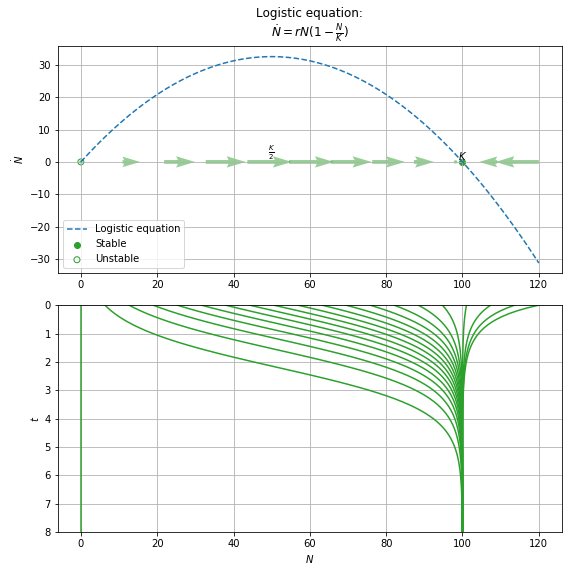 Logistic equation:
Ṅ = rN(1 − N/K)
30
20
10
0
−10
−20
−30
Ṅ
K/2
K
Logistic equation
Stable
Unstable
0 20 40 60 80 100 120
0
1
2
3
4
5
6
7
8
t
0 20 40 60 80 100 120
N